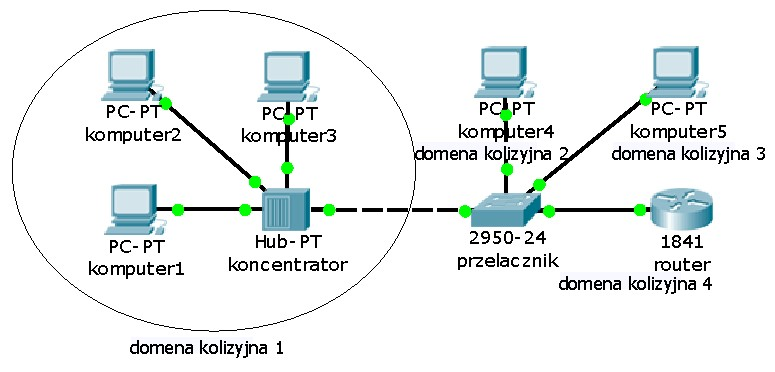 PC-PT
komputer2
PC-PT
komputer3
PC-PT
komputer4
domena kolizyjna 2
PC-PT
komputer5
domena kolizyjna 3
PC-PT
komputer1
Hub-PT
koncentrator
2950-24
przelacznik
1841
router
domena kolizyjna 4
domena kolizyjna 1